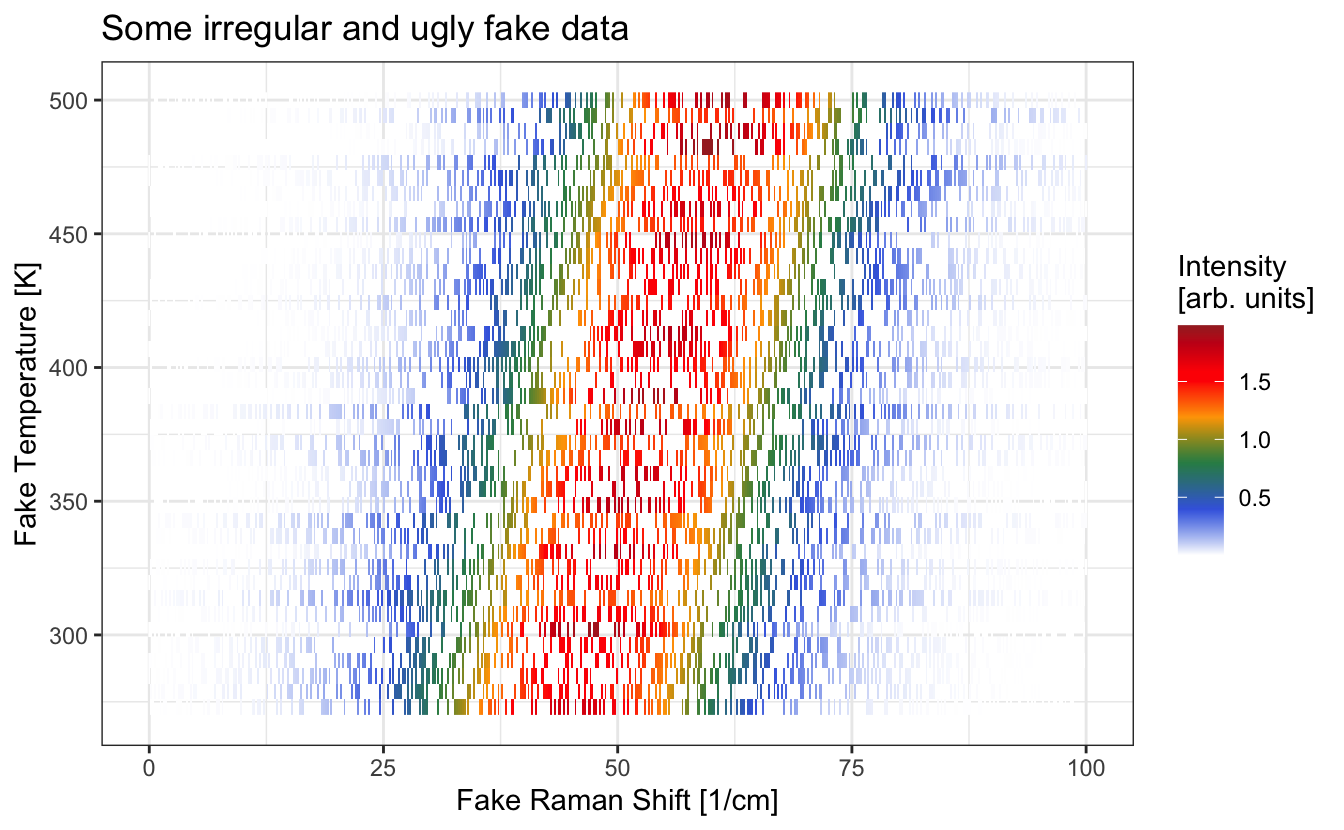 Some irregular and ugly fake data
500
450
400
350
300
Fake Temperature [K]
0 25 50 75 100
Fake Raman Shift [1/cm]
Intensity
[arb. units]
1.5
1.0
0.5